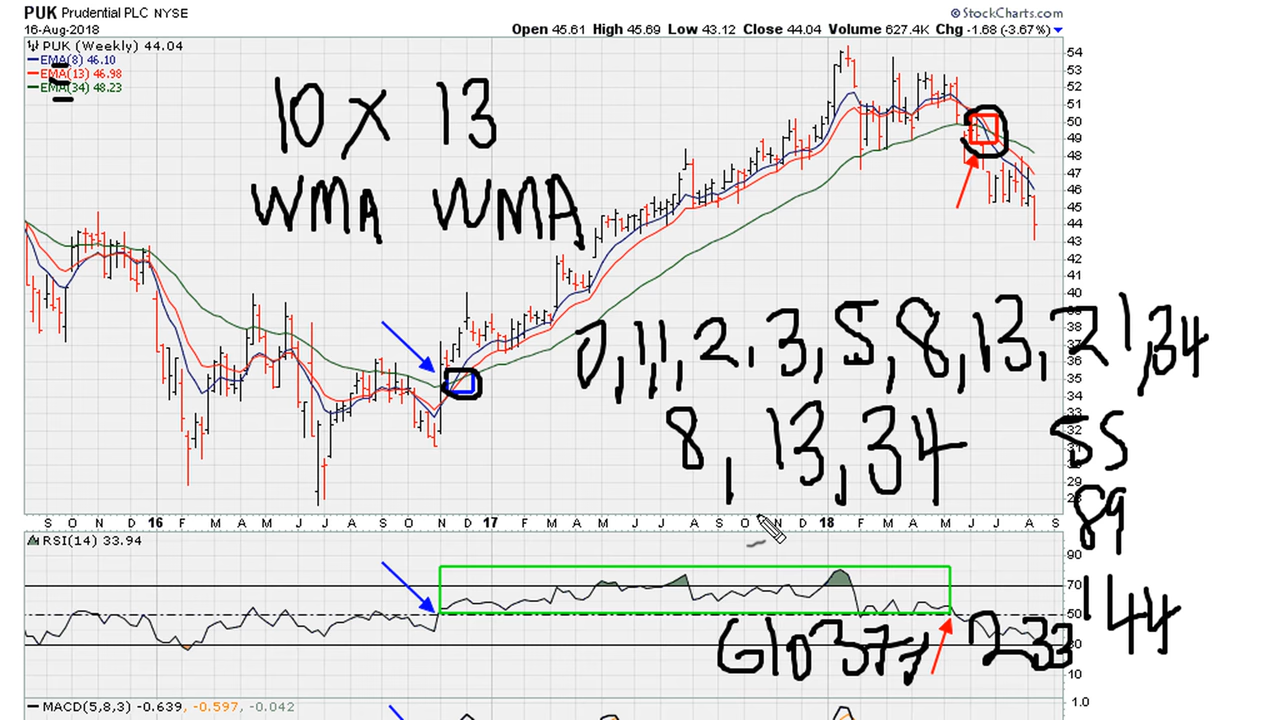 PUK Prudential PLC NYSE
© StockCharts.com
16-Aug-2018
Open 45.61 High 45.69 Low 43.12 Close 44.04 Volume 627.4K Chg -1.68 (-3.67%)
PUK (Weekly) 44.04
EMA(8) 46.10
EMA(13) 46.98
EMA(34) 48.23
54
53
52
51
50
49
48
47
46
45
44
43
42
41
40
38
37
36
35
34
33
32
31
30
29
28
10 x 13
WMA WMA
0,1,1,2,3,5,8,13,21,34
8,13,34
55
89
144
610 377 233
S O N D 16 F M A M J J A S O N D 17 F M A M J J A S O N D 18 F M A M J J A S
RSI(14) 33.94
90
70
50
30
10
MACD(5,8,3) -0.639, -0.597, -0.042
1.0